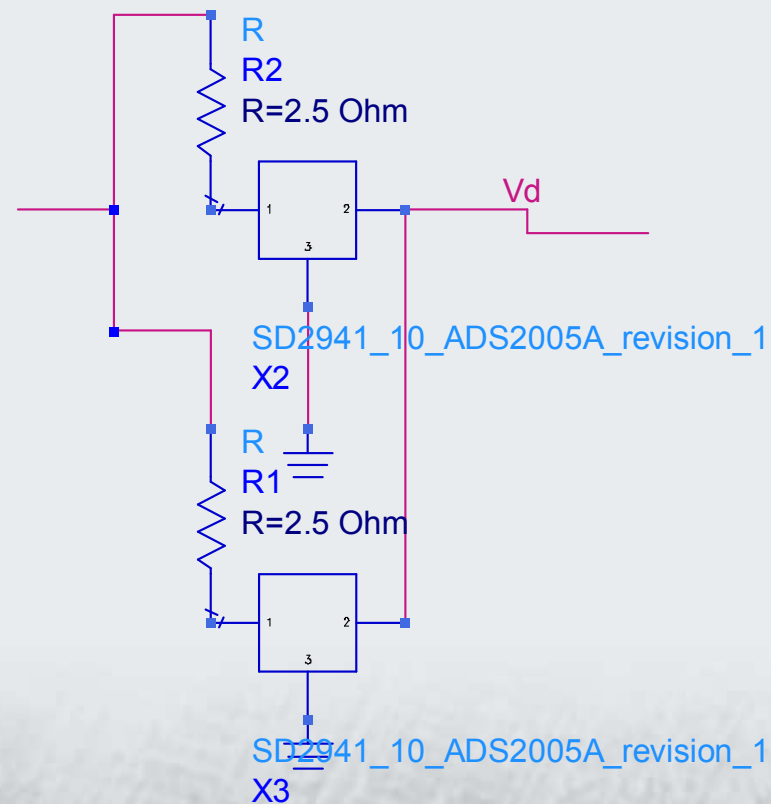 R
R2
R=2.5 Ohm
Vd
1
2
3
SD2941_10_ADS2005A_revision_1
X2
R
R1
R=2.5 Ohm
1
2
3
SD2941_10_ADS2005A_revision_1
X3